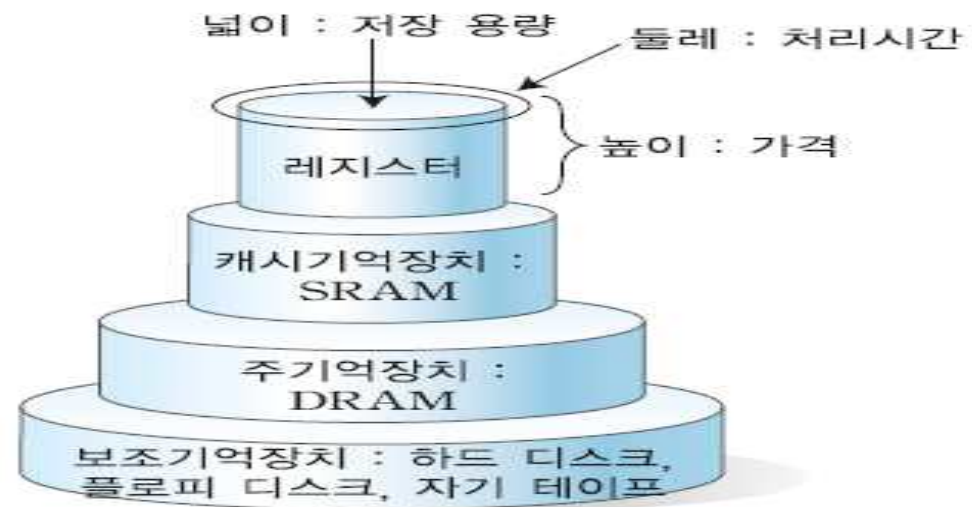 넓이 : 저장 용량
둘레 : 처리시간
높이 : 가격
레지스터
캐시기억장치 :
SRAM
주기억장치 :
DRAM
보조기억장치 : 하드 디스크,
플로피 디스크, 자기 테이프